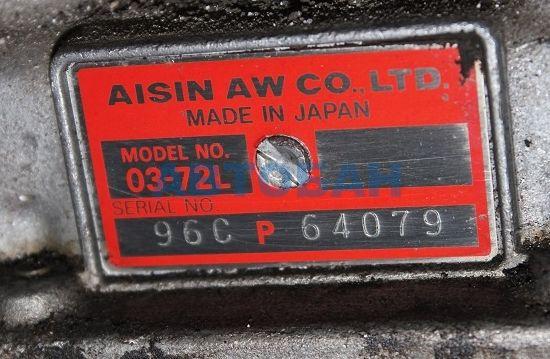 AISIN AW CO., LTD.
MADE IN JAPAN
MODEL NO.
03-72L
SERIAL NO
96C P 64079